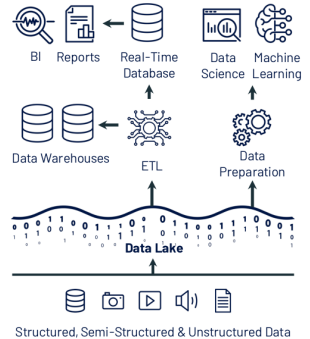 BI Reports Real-Time Database Data Science Machine Learning
Data Warehouses
ETL
Data Preparation
Data Lake
Structured, Semi-Structured & Unstructured Data